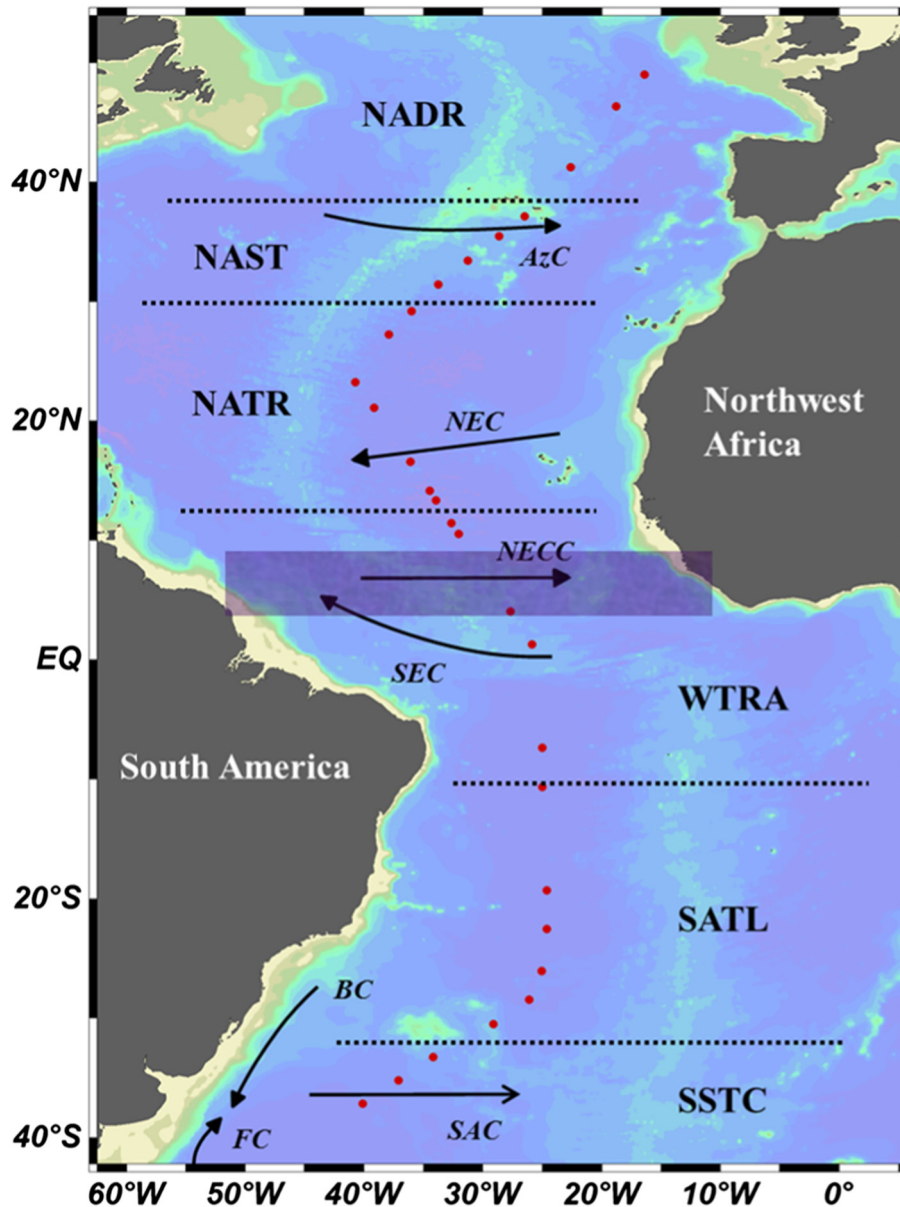 NADR
40°N
NAST
AzC
NATR
NEC
20°N
Northwest
Africa
NECC
EQ
SEC
WTRA
South America
20°S
SATL
BC
SSTC
FC
SAC
40°S
60°W 50°W 40°W 30°W 20°W 10°W 0°